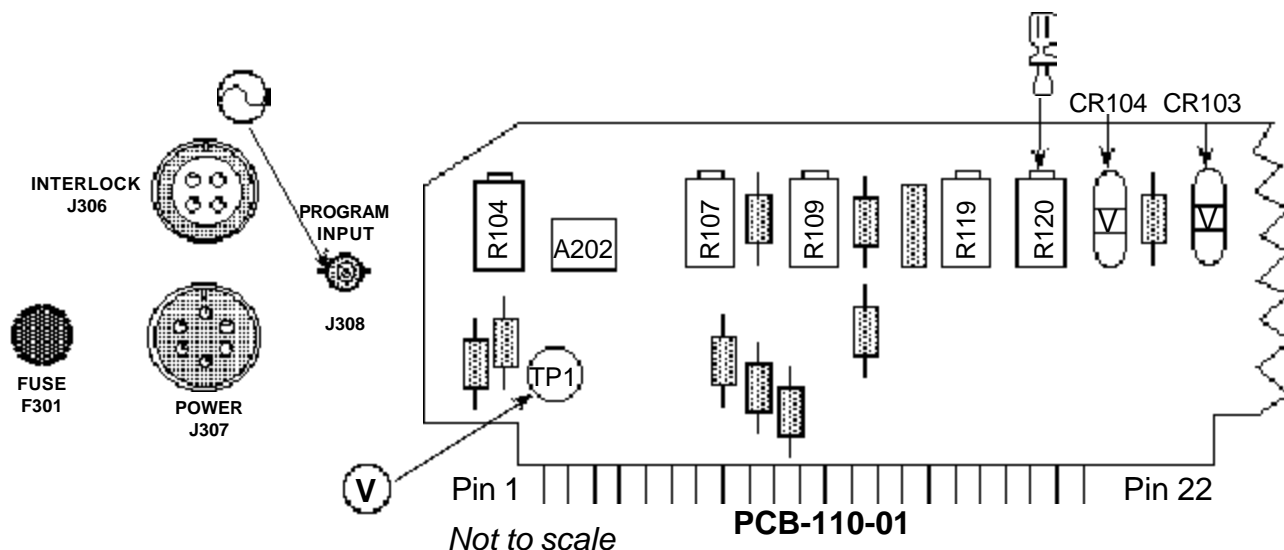 CR104
CR103
INTERLOCK
J306
PROGRAM
INPUT
J308
FUSE
F301
POWER
J307
R104
A202
R107
R109
R119
R120
V
V
TP1
V
Pin 1
Pin 22
PCB-110-01
Not to scale